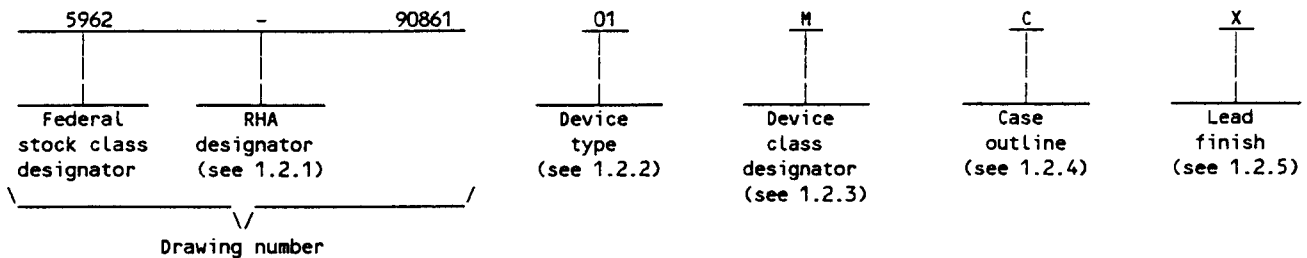 5962 - 90861 01 M C X
Federal stock class designator
RHA designator (see 1.2.1)
Device type (see 1.2.2)
Device class designator (see 1.2.3)
Case outline (see 1.2.4)
Lead finish (see 1.2.5)
Drawing number